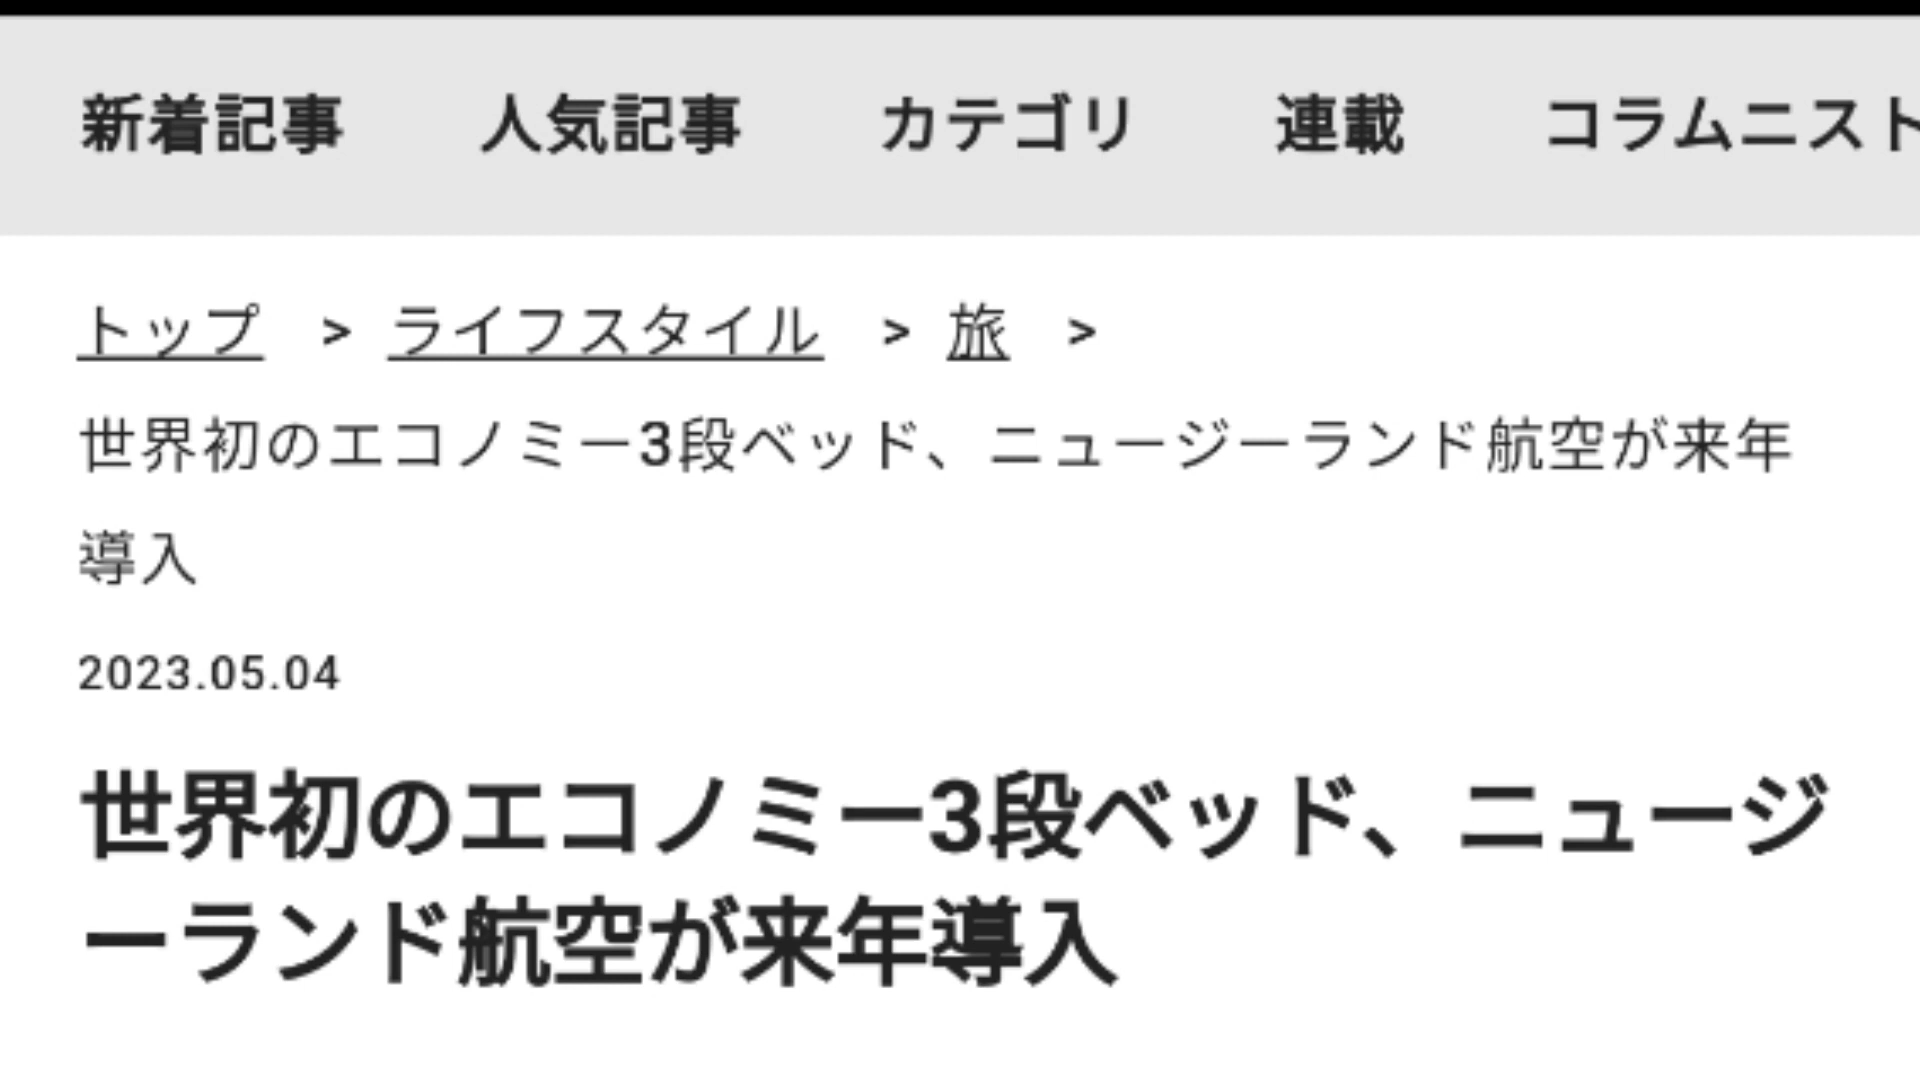 新着記事 人気記事 カテゴリ 連載 コラムニスト
トップ > ライフスタイル > 旅 >
世界初のエコノミー3段ベッド、ニュージーランド航空が来年
導入
2023.05.04
世界初のエコノミー3段ベッド、ニュージ
ーランド航空が来年導入